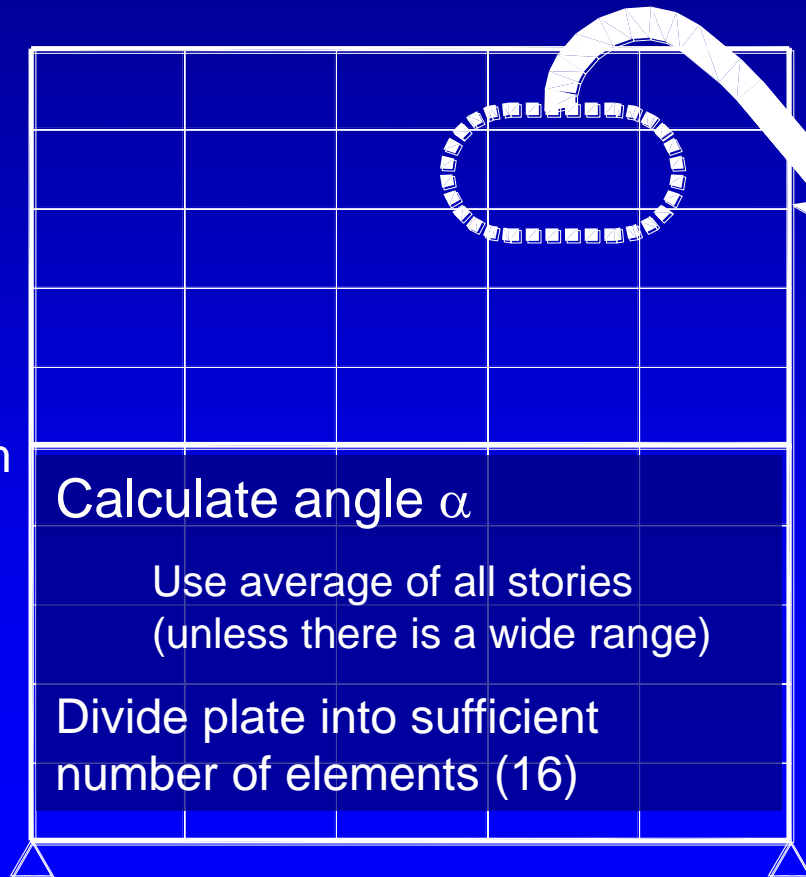 n
Calculate angle α
Use average of all stories
(unless there is a wide range)
Divide plate into sufficient
number of elements (16)